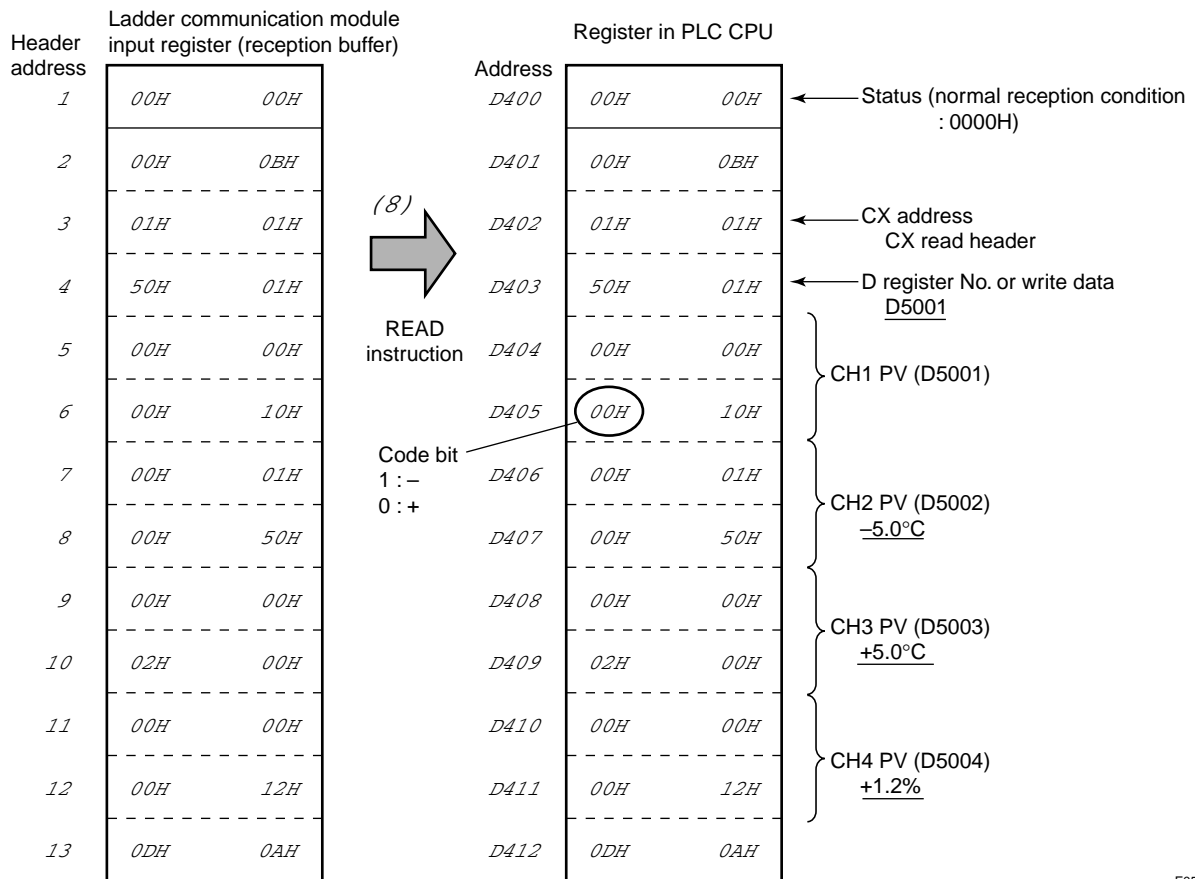 Header
address
Ladder communication module
input register (reception buffer)
Register in PLC CPU
Address
1 00H 00H D400 00H 00H Status (normal reception condition
: 0000H)
2 00H 0BH D401 00H 0BH
(8)
3 01H 01H D402 01H 01H CX address
CX read header
4 50H 01H D403 50H 01H D register No. or write data
D5001
READ
instruction
5 00H 00H D404 00H 00H
CH1 PV (D5001)
6 00H 10H D405 00H 10H
Code bit
1 : –
0 : +
7 00H 01H D406 00H 01H
CH2 PV (D5002)
–5.0°C
8 00H 50H D407 00H 50H
9 00H 00H D408 00H 00H
CH3 PV (D5003)
+5.0°C
10 02H 00H D409 02H 00H
11 00H 00H D410 00H 00H
CH4 PV (D5004)
+1.2%
12 00H 12H D411 00H 12H
13 0DH 0AH D412 0DH 0AH